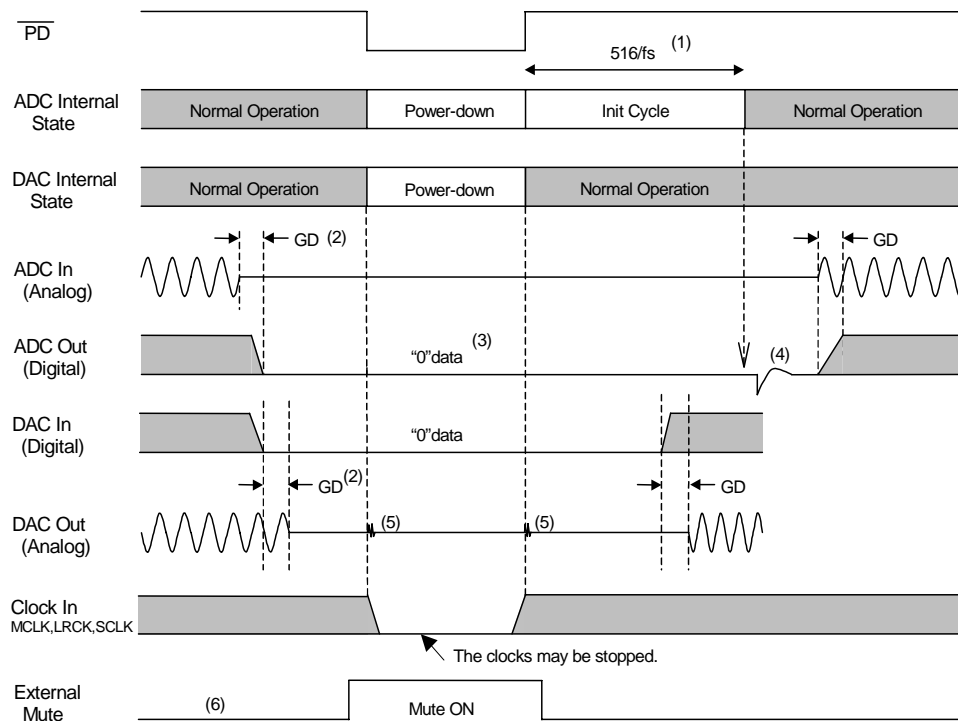 PD
516/fs (1)
ADC Internal State
Normal Operation Power-down Init Cycle Normal Operation
DAC Internal State
Normal Operation Power-down Normal Operation
GD (2) GD
ADC In (Analog)
ADC Out (Digital)
“0”data (3) (4)
DAC In (Digital)
“0”data
GD (2) GD
DAC Out (Analog)
(5) (5)
Clock In
MCLK,LRCK,SCLK
The clocks may be stopped.
External Mute
(6) Mute ON